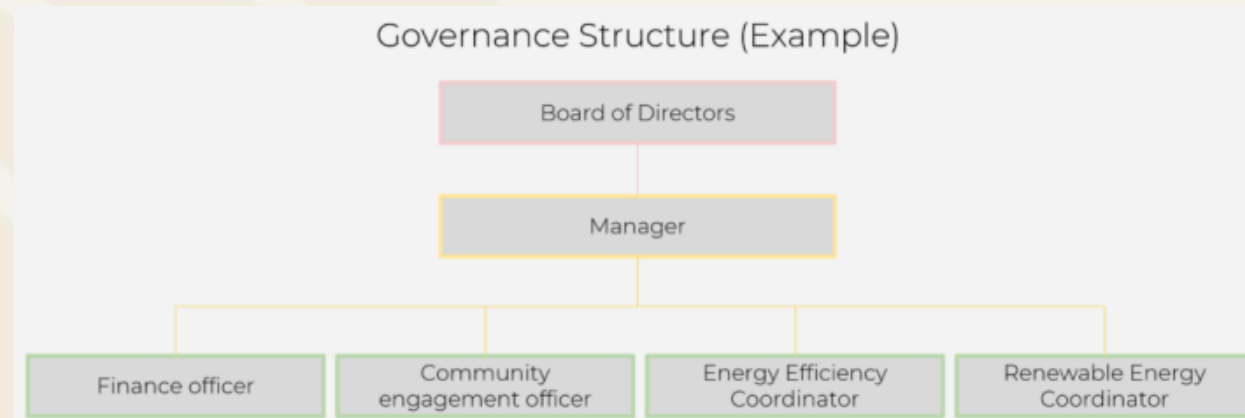 Governance Structure (Example)
Board of Directors
Manager
Finance officer
Community
engagement officer
Energy Efficiency
Coordinator
Renewable Energy
Coordinator